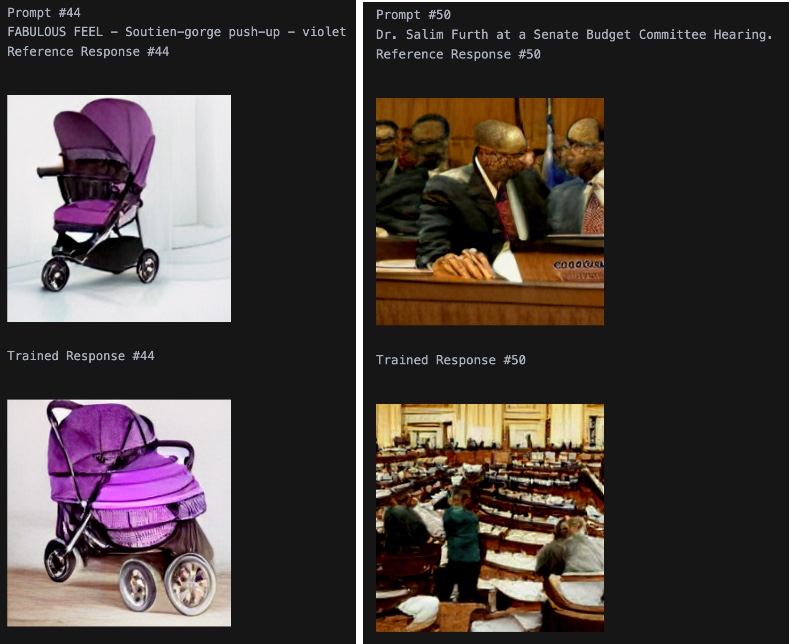 Prompt #44
FABULOUS FEEL – Soutien-gorge push-up – violet
Reference Response #44
Trained Response #44
Prompt #50
Dr. Salim Furth at a Senate Budget Committee Hearing.
Reference Response #50
Trained Response #50